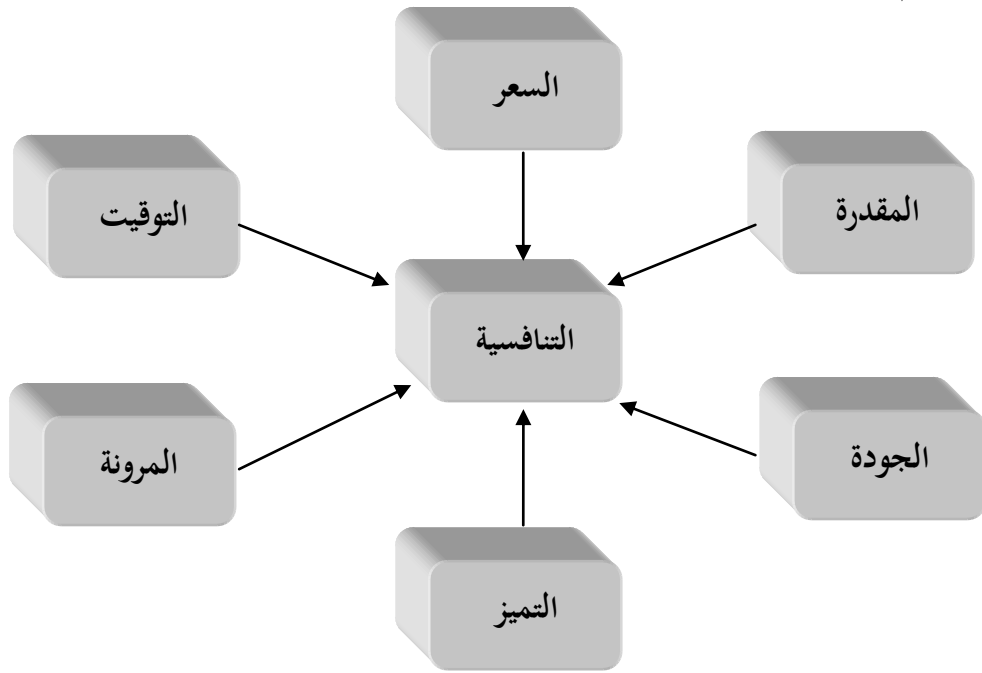 السعر
المقدرة
التوقيت
التنافسية
الجودة
المرونة
التميز